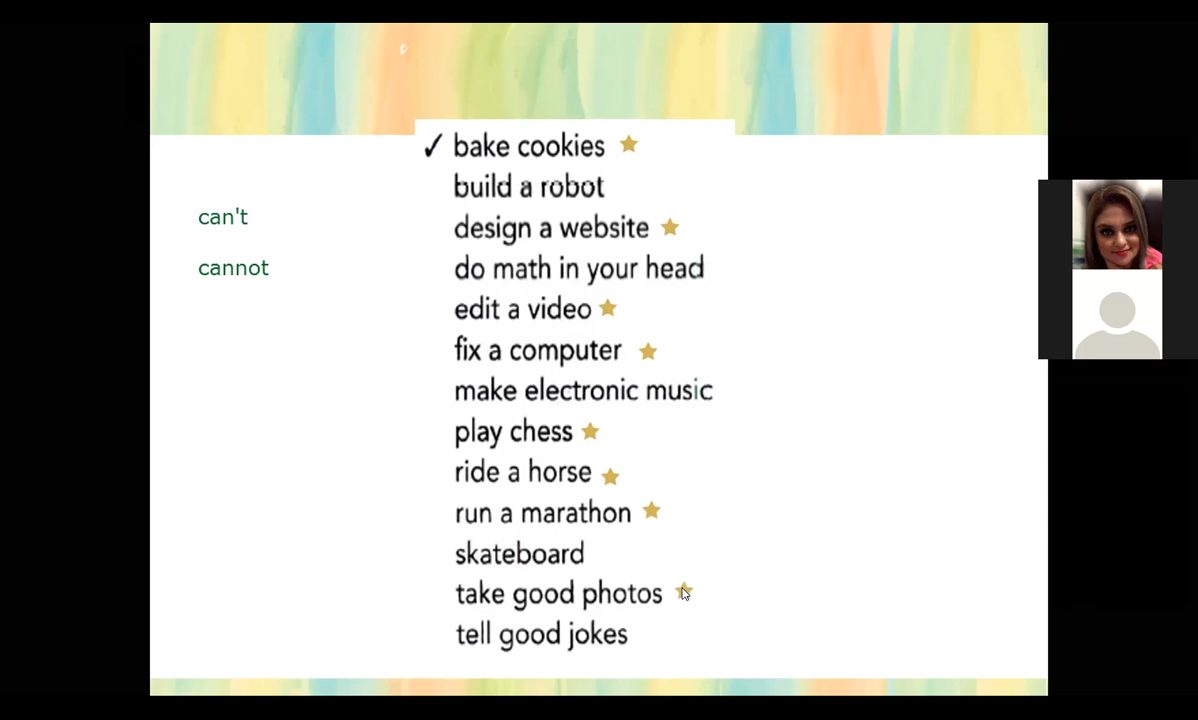 ✓ bake cookies
build a robot
can't
design a website
cannot
do math in your head
edit a video
fix a computer
make electronic music
play chess
ride a horse
run a marathon
skateboard
take good photos
tell good jokes